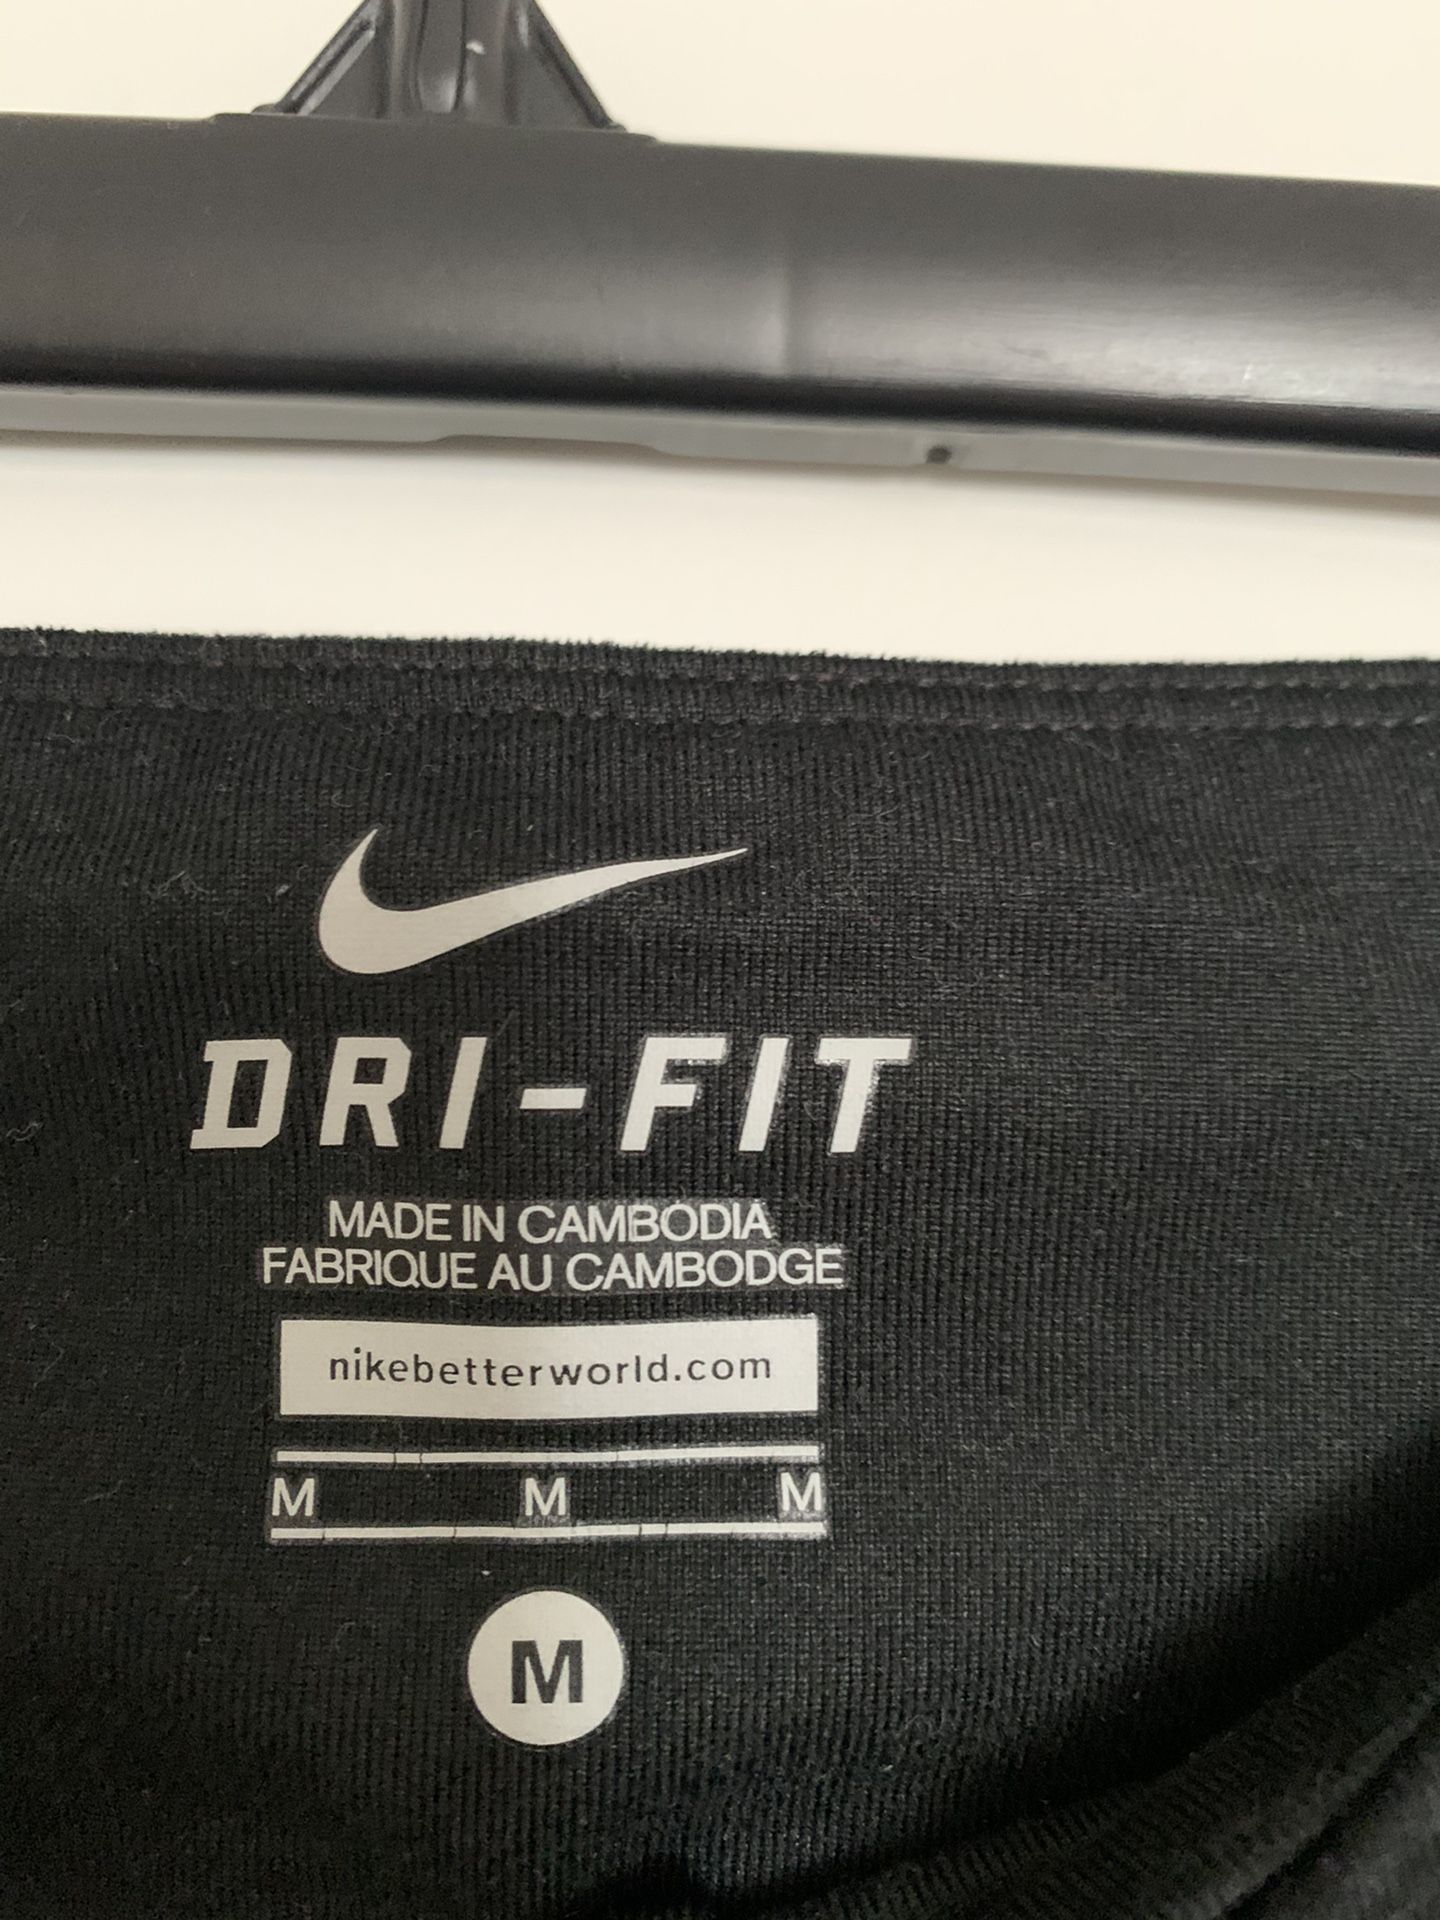 DRI-FIT
MADE IN CAMBODIA
FABRIQUE AU CAMBODGE
nikebetterworld.com
M M M
M